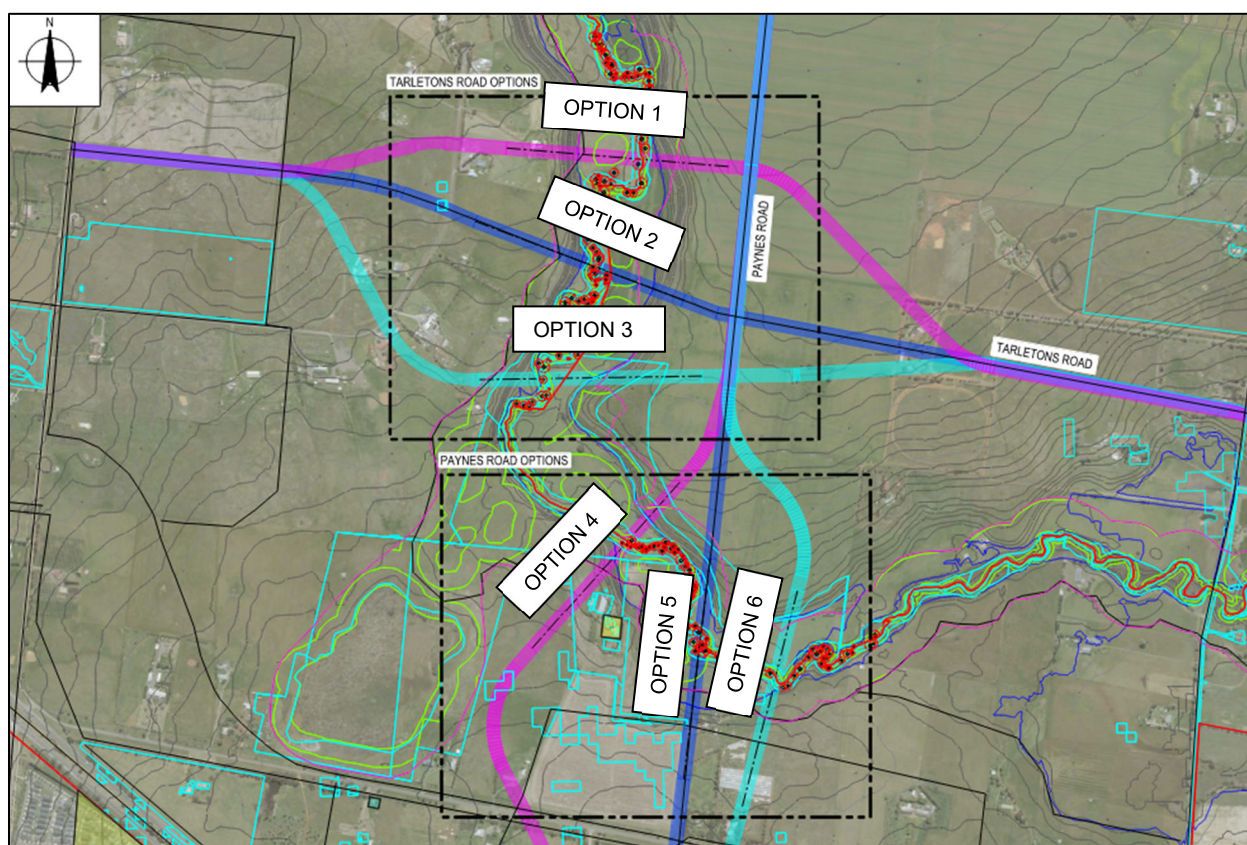 N
TARLETONS ROAD OPTIONS
OPTION 1
OPTION 2
PAYNES ROAD
OPTION 3
TARLETONS ROAD
PAYNES ROAD OPTIONS
OPTION 4
OPTION 5
OPTION 6